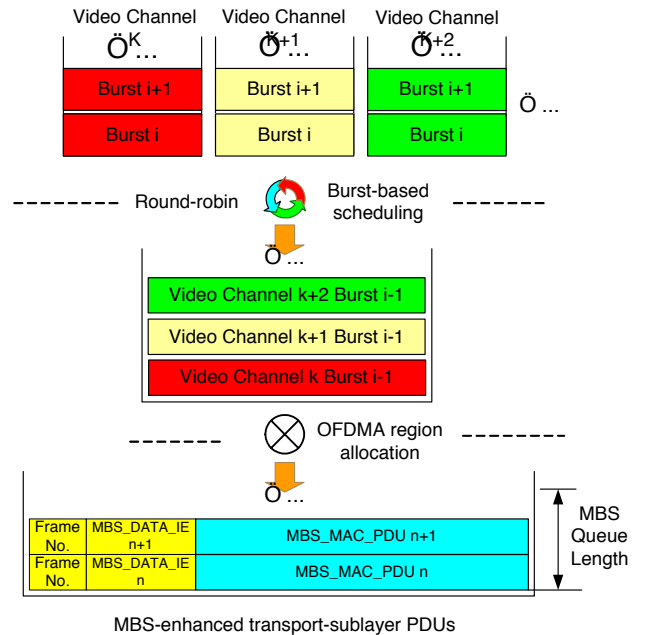 Video Channel K
Video Channel K+1
Video Channel K+2
Ö ...
Ö ...
Ö ...
Burst i+1
Burst i+1
Burst i+1
Ö ...
Burst i
Burst i
Burst i
Round-robin
Burst-based
scheduling
Ö ...
Video Channel k+2 Burst i-1
Video Channel k+1 Burst i-1
Video Channel k Burst i-1
OFDMA region
allocation
Ö ...
Frame
No.
MBS_DATA_IE
n+1
MBS_MAC_PDU n+1
Frame
No.
MBS_DATA_IE
n
MBS_MAC_PDU n
MBS
Queue
Length
MBS-enhanced transport-sublayer PDUs